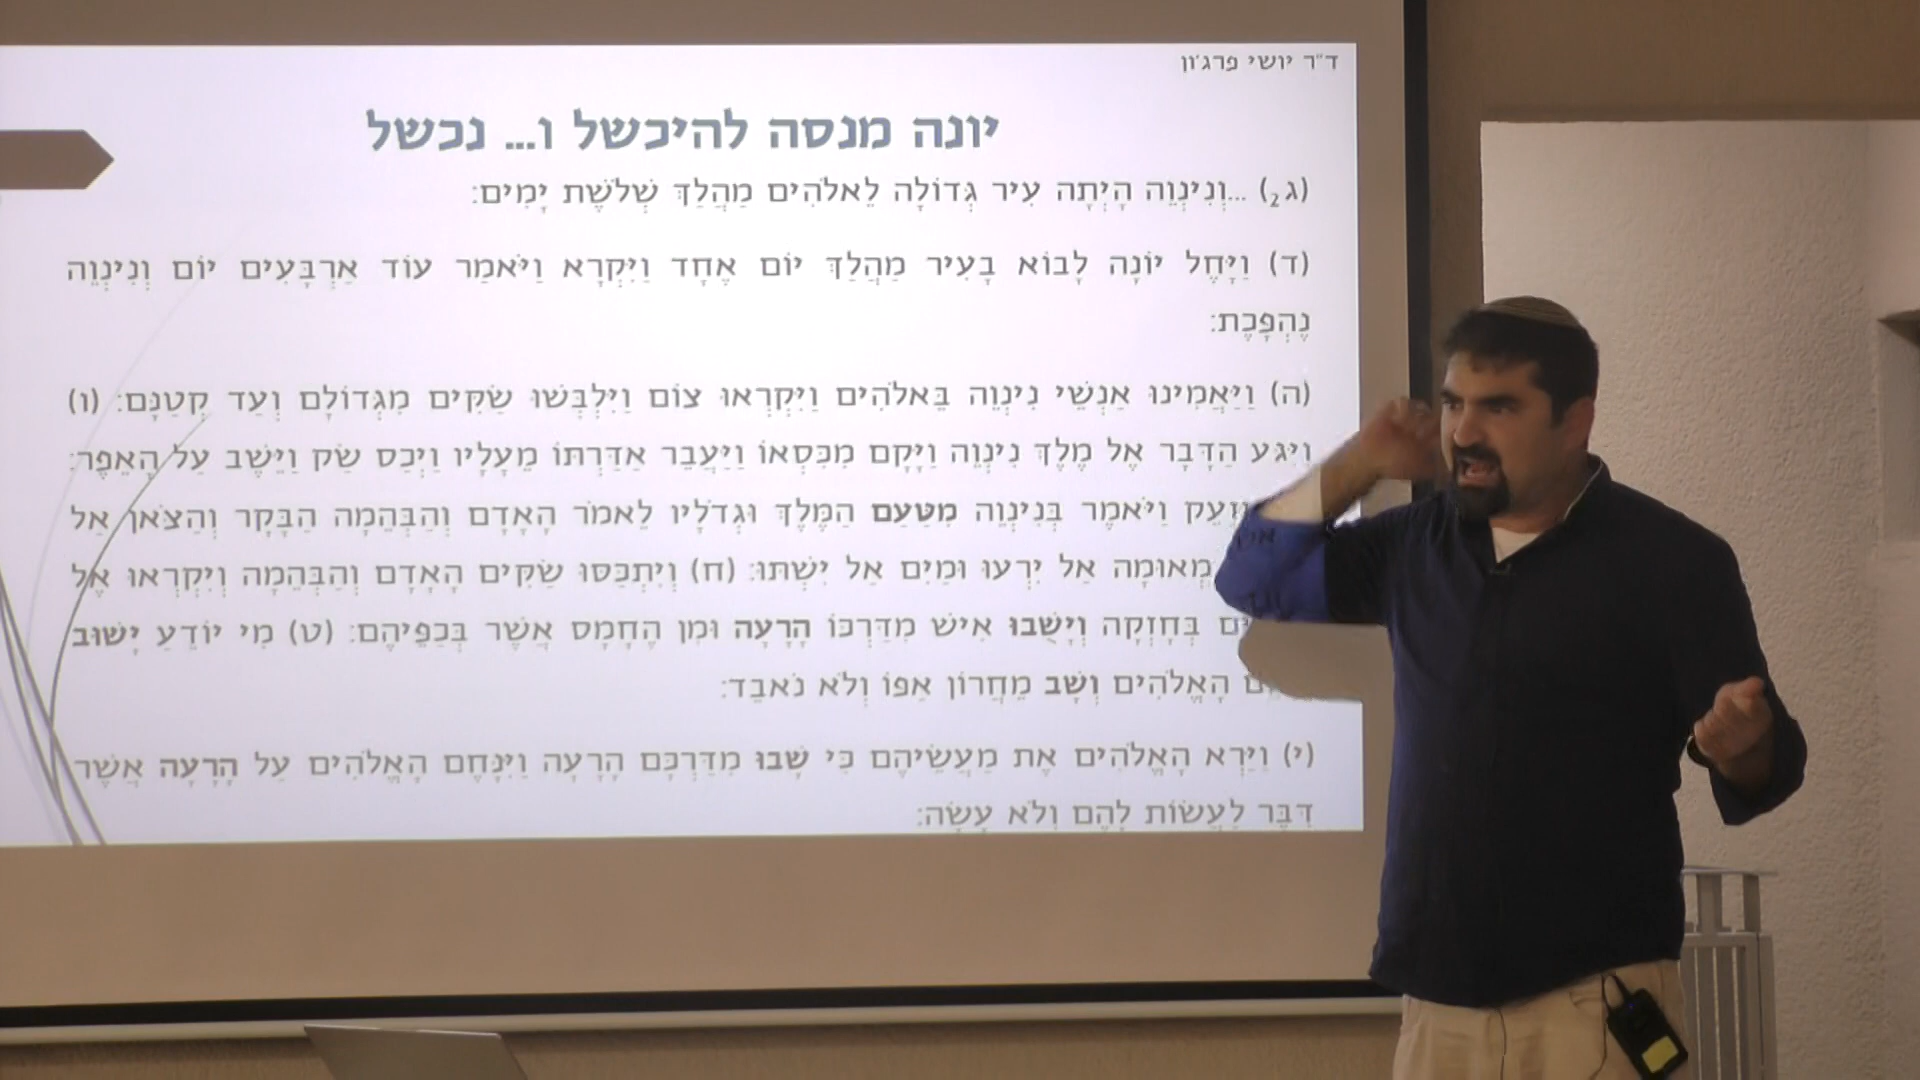 ד״ר יושי פרג׳ון
יונה מנסה להיכשל ו... נכשל
(ג2) ...וְנִינְוֵה הָיְתָה עִיר גְּדוֹלָה לֵאלֹהִים מַהֲלַךְ שְׁלֹשֶׁת יָמִים:
(ד) וַיָּחֶל יוֹנָה לָבוֹא בָעִיר מַהֲלַךְ יוֹם אֶחָד וַיִּקְרָא וַיֹּאמַר עוֹד אַרְבָּעִים יוֹם וְנִינְוֵה
נֶהְפָּכֶת:
(ה) וַיַּאֲמִינוּ אַנְשֵׁי נִינְוֵה בֵּאלֹהִים וַיִּקְרְאוּ צוֹם וַיִּלְבְּשׁוּ שַׂקִּים מִגְּדוֹלָם וְעַד קְטַנָּם: (ו)
וַיִּגַּע הַדָּבָר אֶל מֶלֶךְ נִינְוֵה וַיָּקָם מִכִּסְאוֹ וַיַּעֲבֵר אַדַּרְתּוֹ מֵעָלָיו וַיְכַס שַׂק וַיֵּשֶׁב עַל הָאֵפֶר:
וַיֹּאמֶר בְּנִינְוֵה מִטַּעַם הַמֶּלֶךְ וּגְדֹלָיו לֵאמֹר הָאָדָם וְהַבְּהֵמָה הַבָּקָר וְהַצֹּאן אַל
מְאוּמָה אַל יִרְעוּ וּמַיִם אַל יִשְׁתּוּ: (ח) וְיִתְכַּסּוּ שַׂקִּים הָאָדָם וְהַבְּהֵמָה וְיִקְרְאוּ אֶל
בְּחָזְקָה וְיָשֻׁבוּ אִישׁ מִדַּרְכּוֹ הָרָעָה וּמִן הֶחָמָס אֲשֶׁר בְּכַפֵּיהֶם: (ט) מִי יוֹדֵעַ יָשׁוּב
הָאֱלֹהִים וְשָׁב מֵחֲרוֹן אַפּוֹ וְלֹא נֹאבֵד:
(י) וַיַּרְא הָאֱלֹהִים אֶת מַעֲשֵׂיהֶם כִּי שָׁבוּ מִדַּרְכָּם הָרָעָה וַיִּנָּחֶם הָאֱלֹהִים עַל הָרָעָה אֲשֶׁר
דִּבֶּר לַעֲשׂוֹת לָהֶם וְלֹא עָשָׂה: